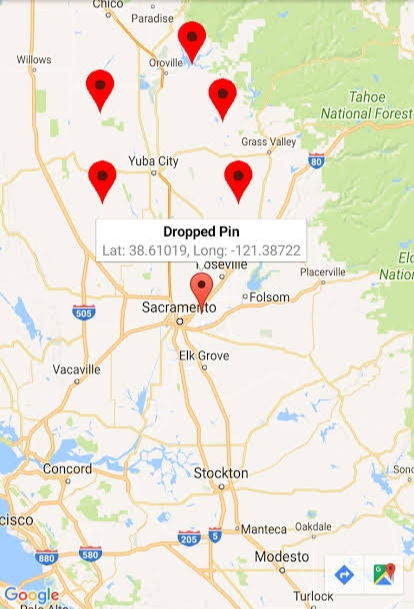 Chico
Paradise
Willows
Oroville
Tahoe
National Forest
Grass Valley
Yuba City
80
Dropped Pin
Lat: 38.61019, Long: -121.38722
Roseville
Placerville
Folsom
Sacramento
505
Elk Grove
Vacaville
Concord
Stockton
cisco
205
5
Manteca
Oakdale
880
580
Modesto
Google
Turlock